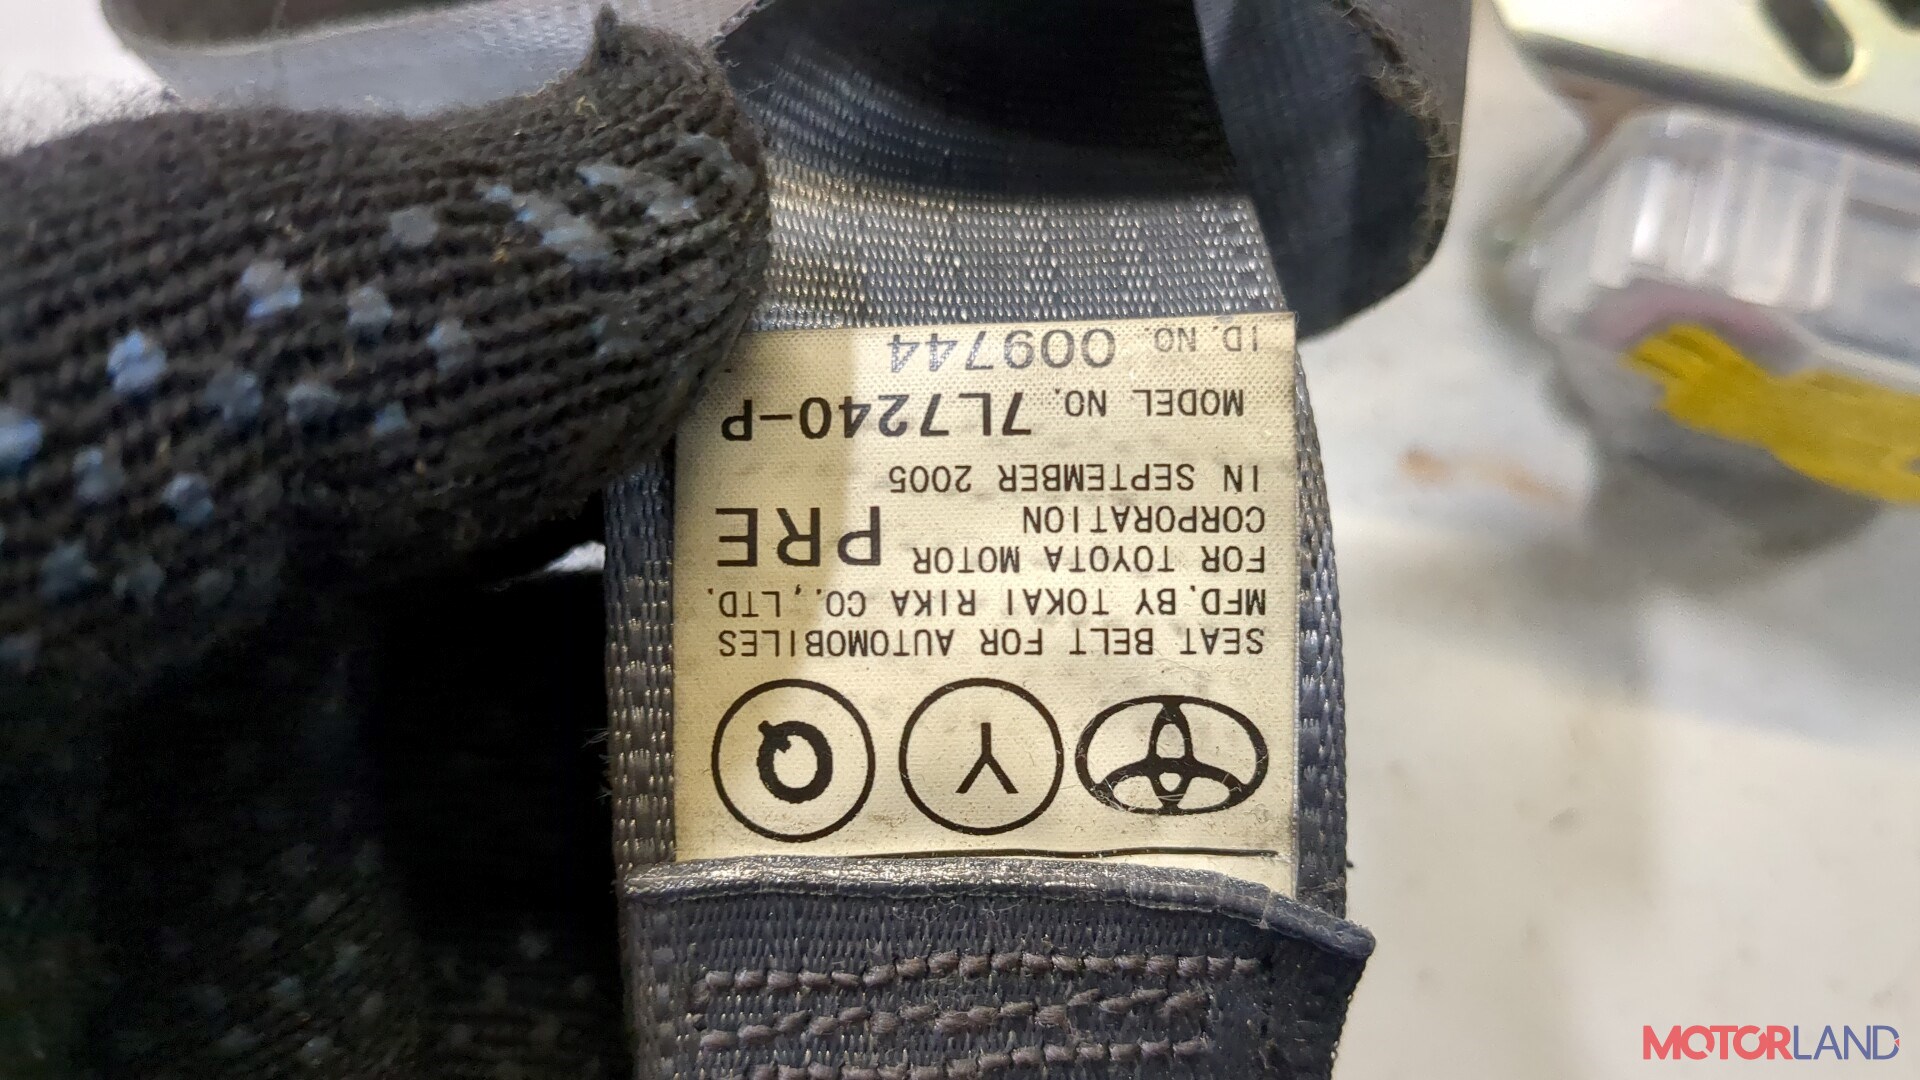 Y Q
SEAT BELT FOR AUTOMOBILES
MFD. BY TOKAI RIKA CO., LTD.
FOR TOYOTA MOTOR
CORPORATION
PRE
IN SEPTEMBER 2005
MODEL NO. 7L7240-P
ID. NO. 009744
MOTORLAND